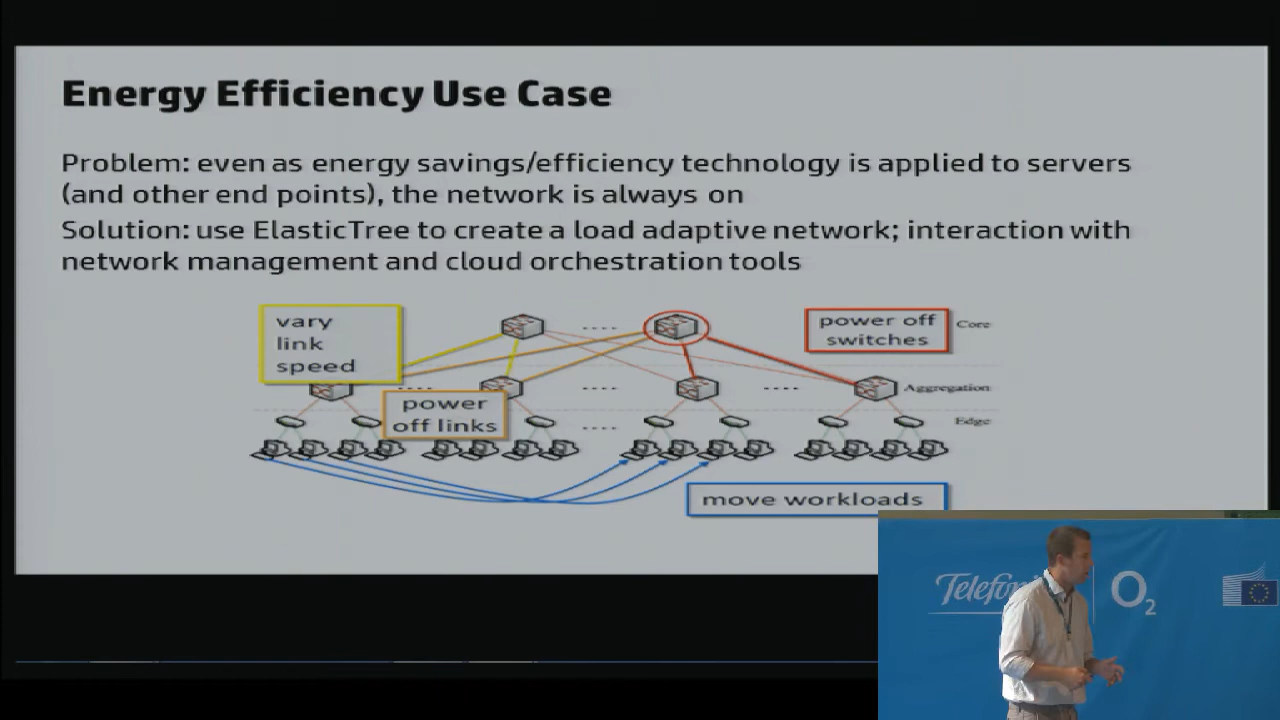 Energy Efficiency Use Case
Problem: even as energy savings/efficiency technology is applied to servers
(and other end points), the network is always on
Solution: use ElasticTree to create a load adaptive network; interaction with
network management and cloud orchestration tools
vary
link
speed
power off
switches
Core
power
off links
Aggregation
Edge
move workloads
O2